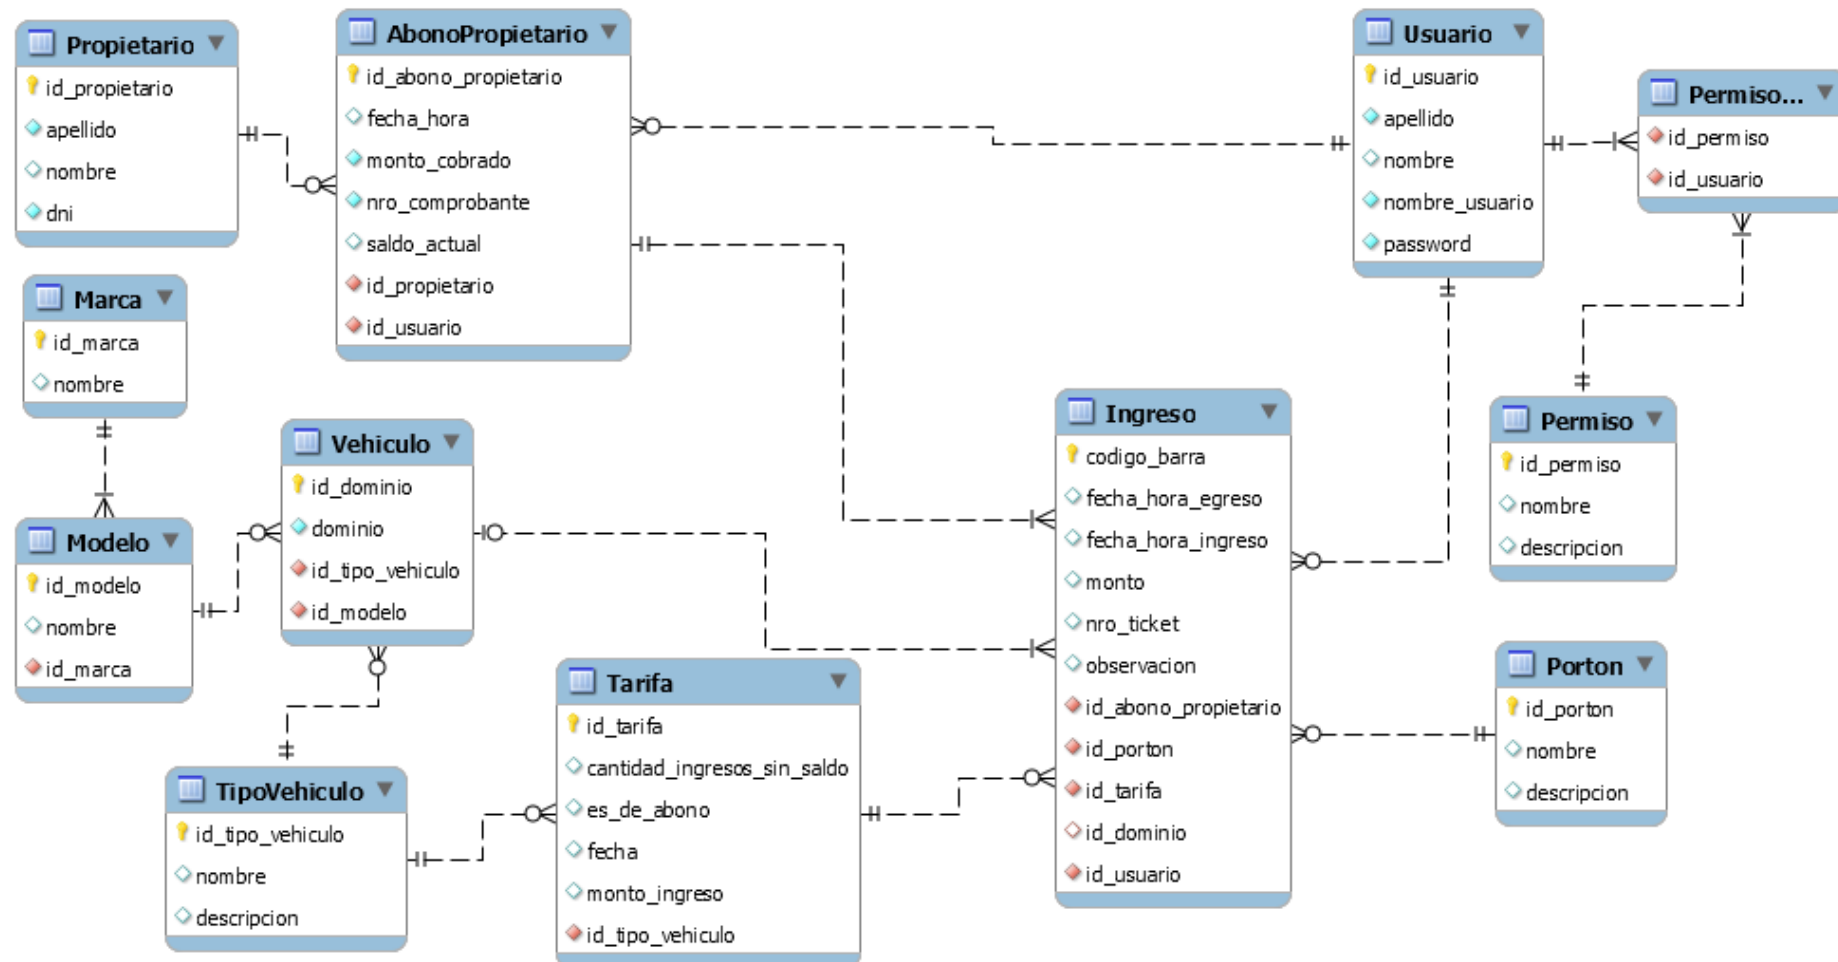 Propietario
id_propietario
apellido
nombre
dni
AbonoPropietario
id_abono_propietario
fecha_hora
monto_cobrado
nro_comprobante
saldo_actual
id_propietario
id_usuario
Usuario
id_usuario
apellido
nombre
nombre_usuario
password
Permiso...
id_permiso
id_usuario
Marca
id_marca
nombre
Vehiculo
id_dominio
dominio
id_tipo_vehiculo
id_modelo
Ingreso
codigo_barra
fecha_hora_egreso
fecha_hora_ingreso
monto
nro_ticket
observacion
id_abono_propietario
id_porton
id_tarifa
id_dominio
id_usuario
Permiso
id_permiso
nombre
descripcion
Modelo
id_modelo
nombre
id_marca
Tarifa
id_tarifa
cantidad_ingresos_sin_saldo
es_de_abono
fecha
monto_ingreso
id_tipo_vehiculo
Porton
id_porton
nombre
descripcion
TipoVehiculo
id_tipo_vehiculo
nombre
descripcion